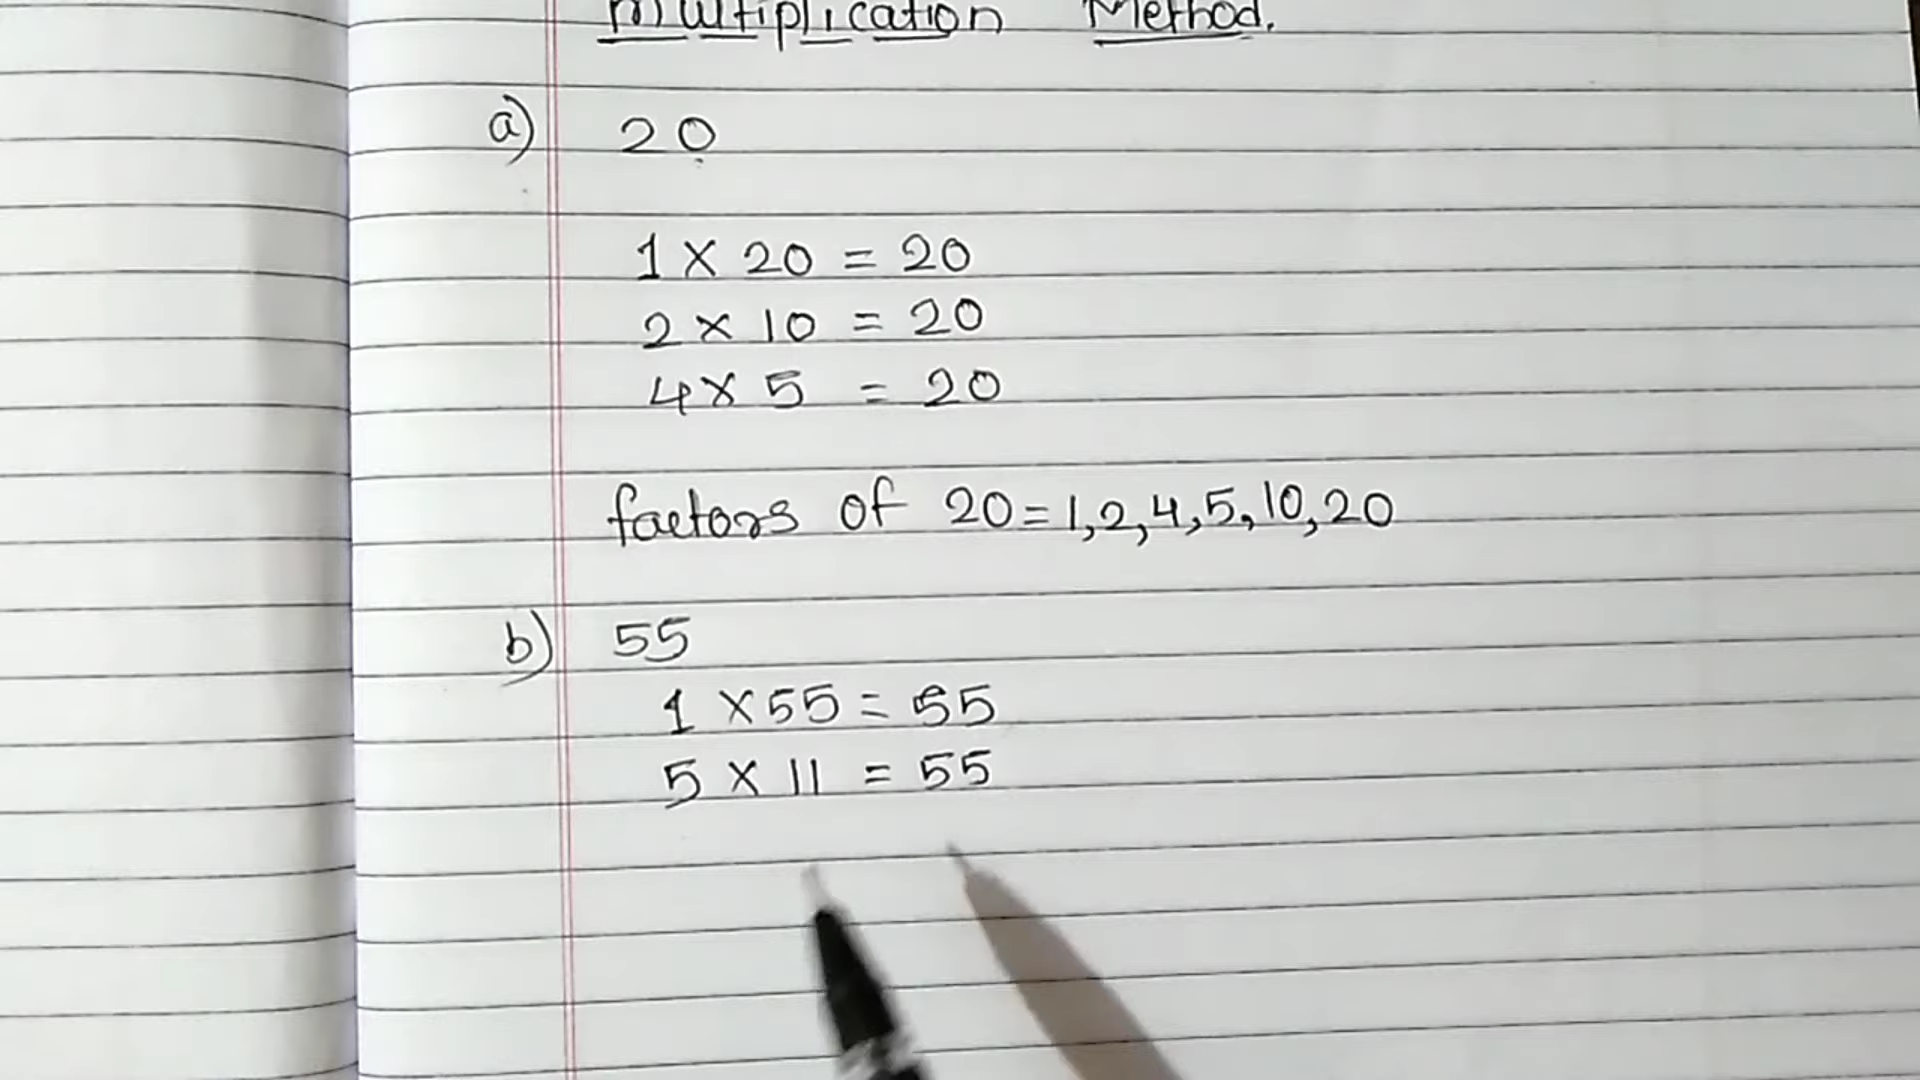 Multiplication Method.
a) 20
1 × 20 = 20
2 × 10 = 20
4 × 5 = 20
factors of 20 = 1, 2, 4, 5, 10, 20
b) 55
1 × 55 = 55
5 × 11 = 55